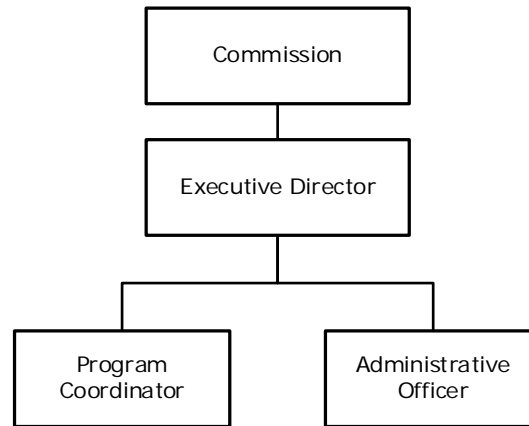 Commission
Executive Director
Program
Coordinator
Administrative
Officer